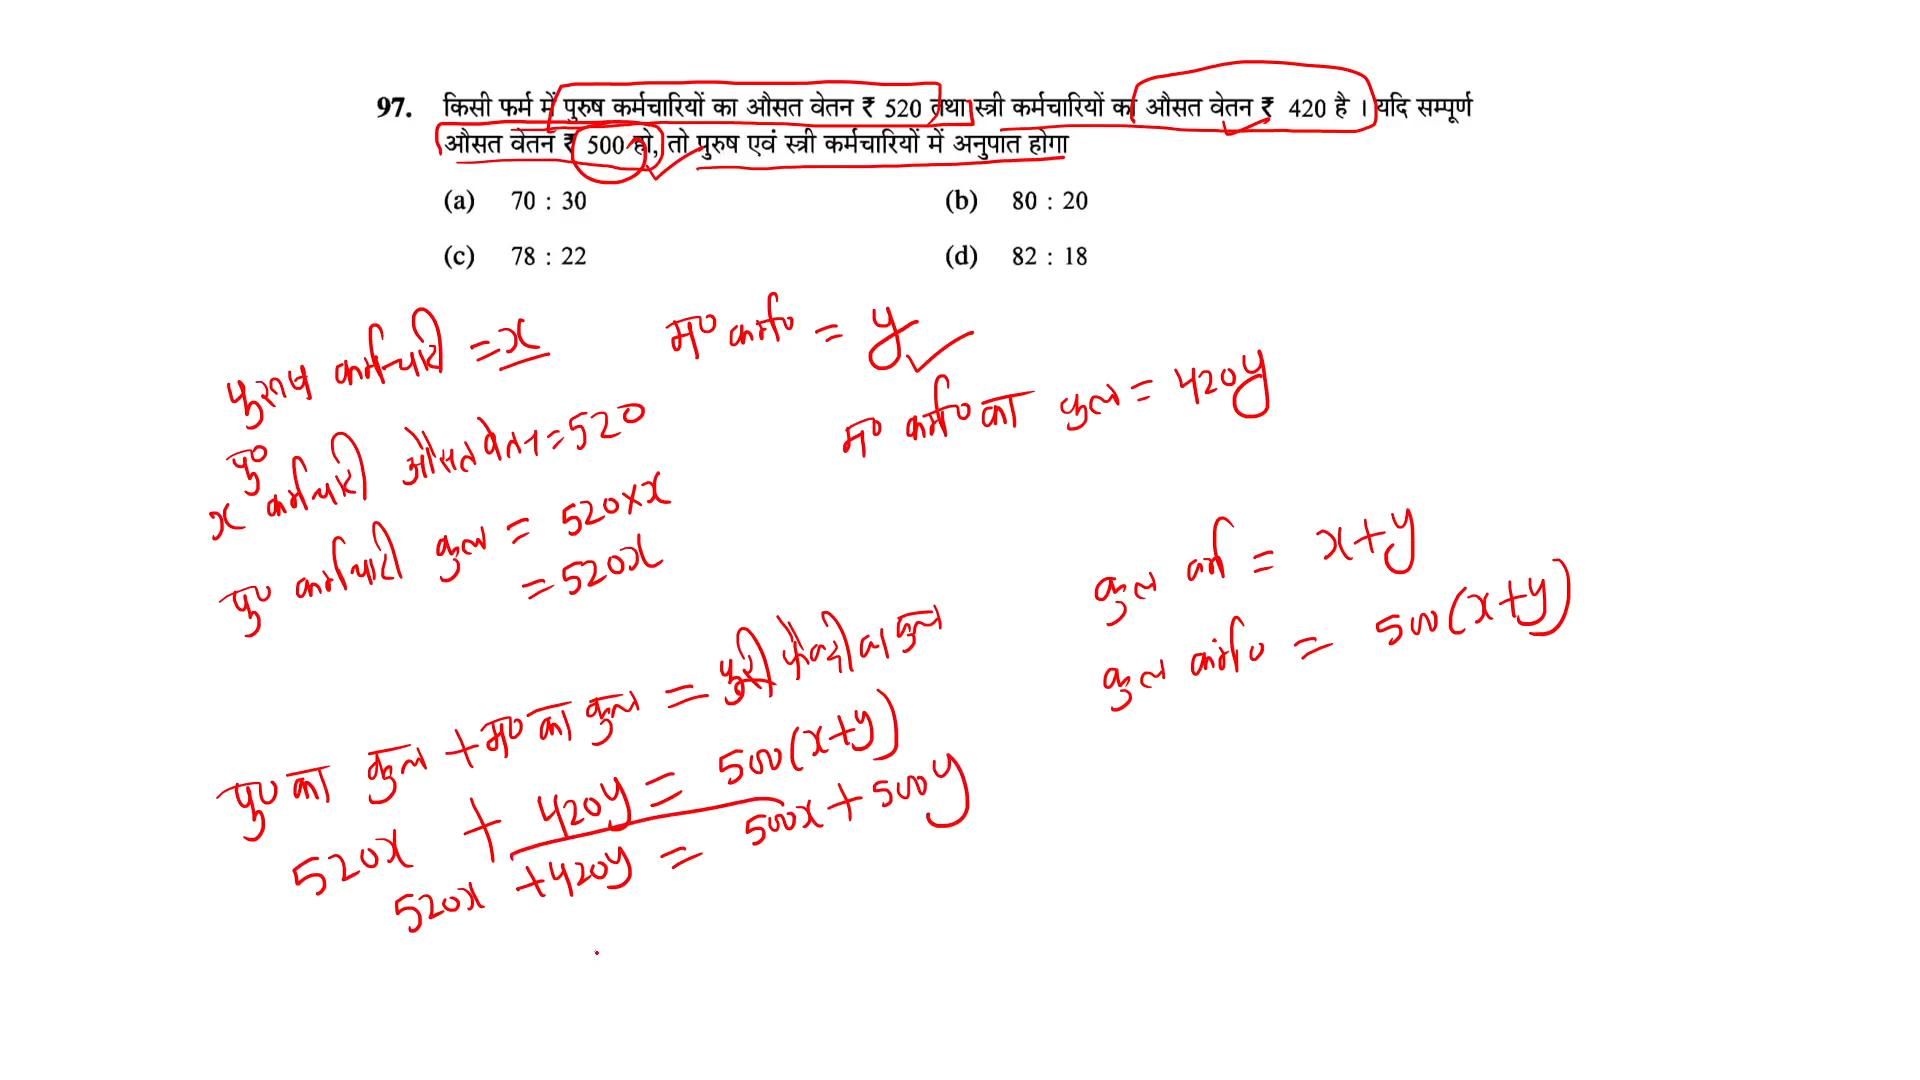 97. किसी फर्म में पुरुष कर्मचारियों का औसत वेतन ₹ 520 तथा स्त्री कर्मचारियों का औसत वेतन ₹ 420 है । यदि सम्पूर्ण
औसत वेतन ₹ 500 हो, तो पुरुष एवं स्त्री कर्मचारियों में अनुपात होगा
(a) 70 : 30 (b) 80 : 20
(c) 78 : 22 (d) 82 : 18
पुरुष कर्मचारी = x म० कर्म० = y
पु०
x कर्मचारी औसत वेतन = 520
म० कर्म० का कुल = 420y
पु० कर्मचारी कुल = 520 × x
= 520x
कुल कर्म = x + y
कुल कर्म० = 500(x + y)
पु० का कुल + म० का कुल = पूरी का कुल
520x + 420y = 500(x + y)
520x + 420y = 500x + 500y